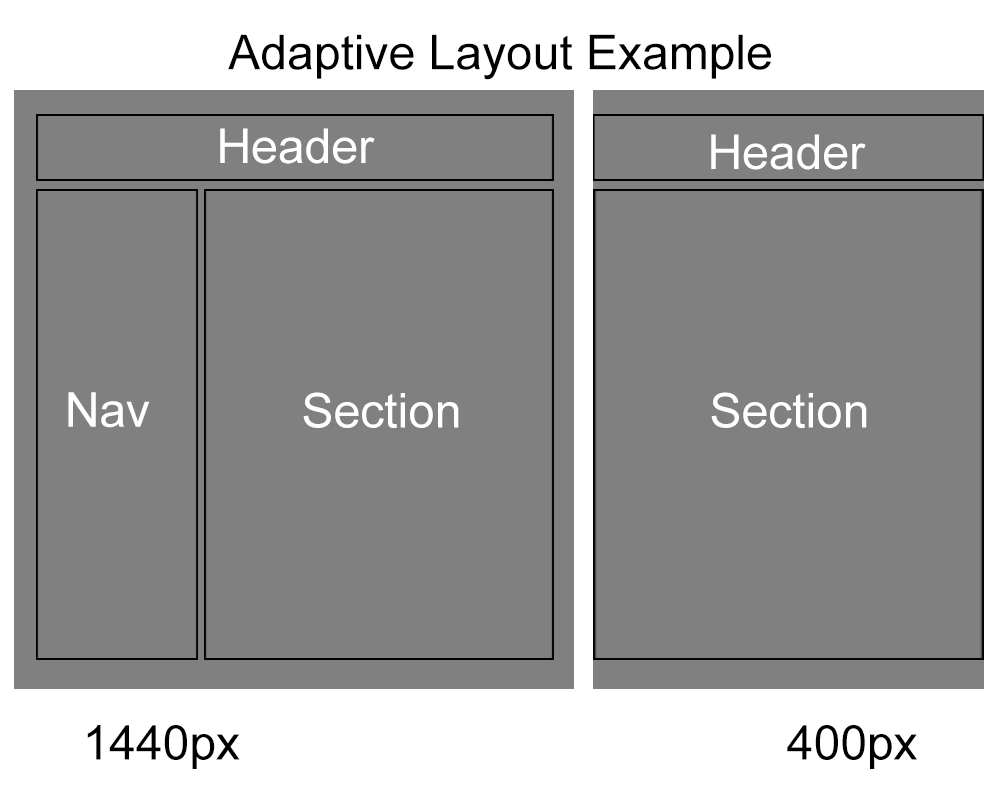 Adaptive Layout Example
Header
Header
Nav
Section
Section
1440px
400px